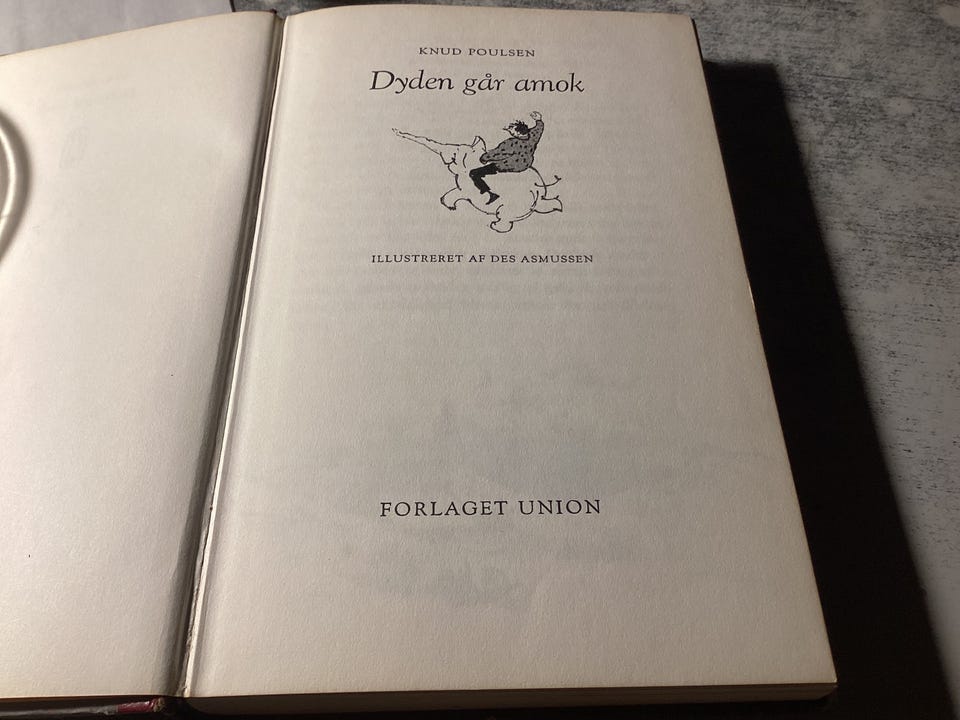 KNUD POULSEN
Dyden går amok
ILLUSTRERET AF DES ASMUSSEN
FORLAGET UNION